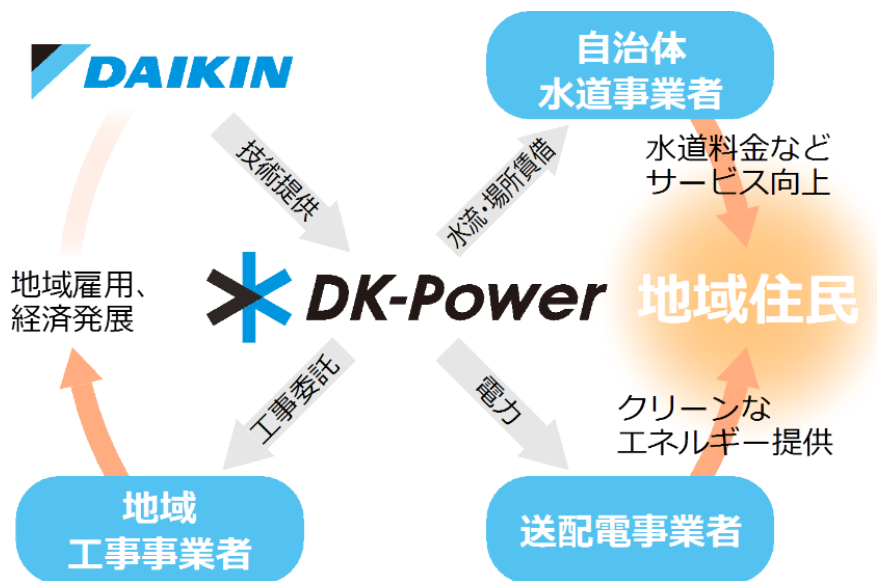 DAIKIN
自治体
水道事業者
技術提供
水流・場所賃借
水道料金など
サービス向上
地域雇用、
経済発展
DK-Power
地域住民
工事委託
電力
クリーンな
エネルギー提供
地域
工事事業者
送配電事業者